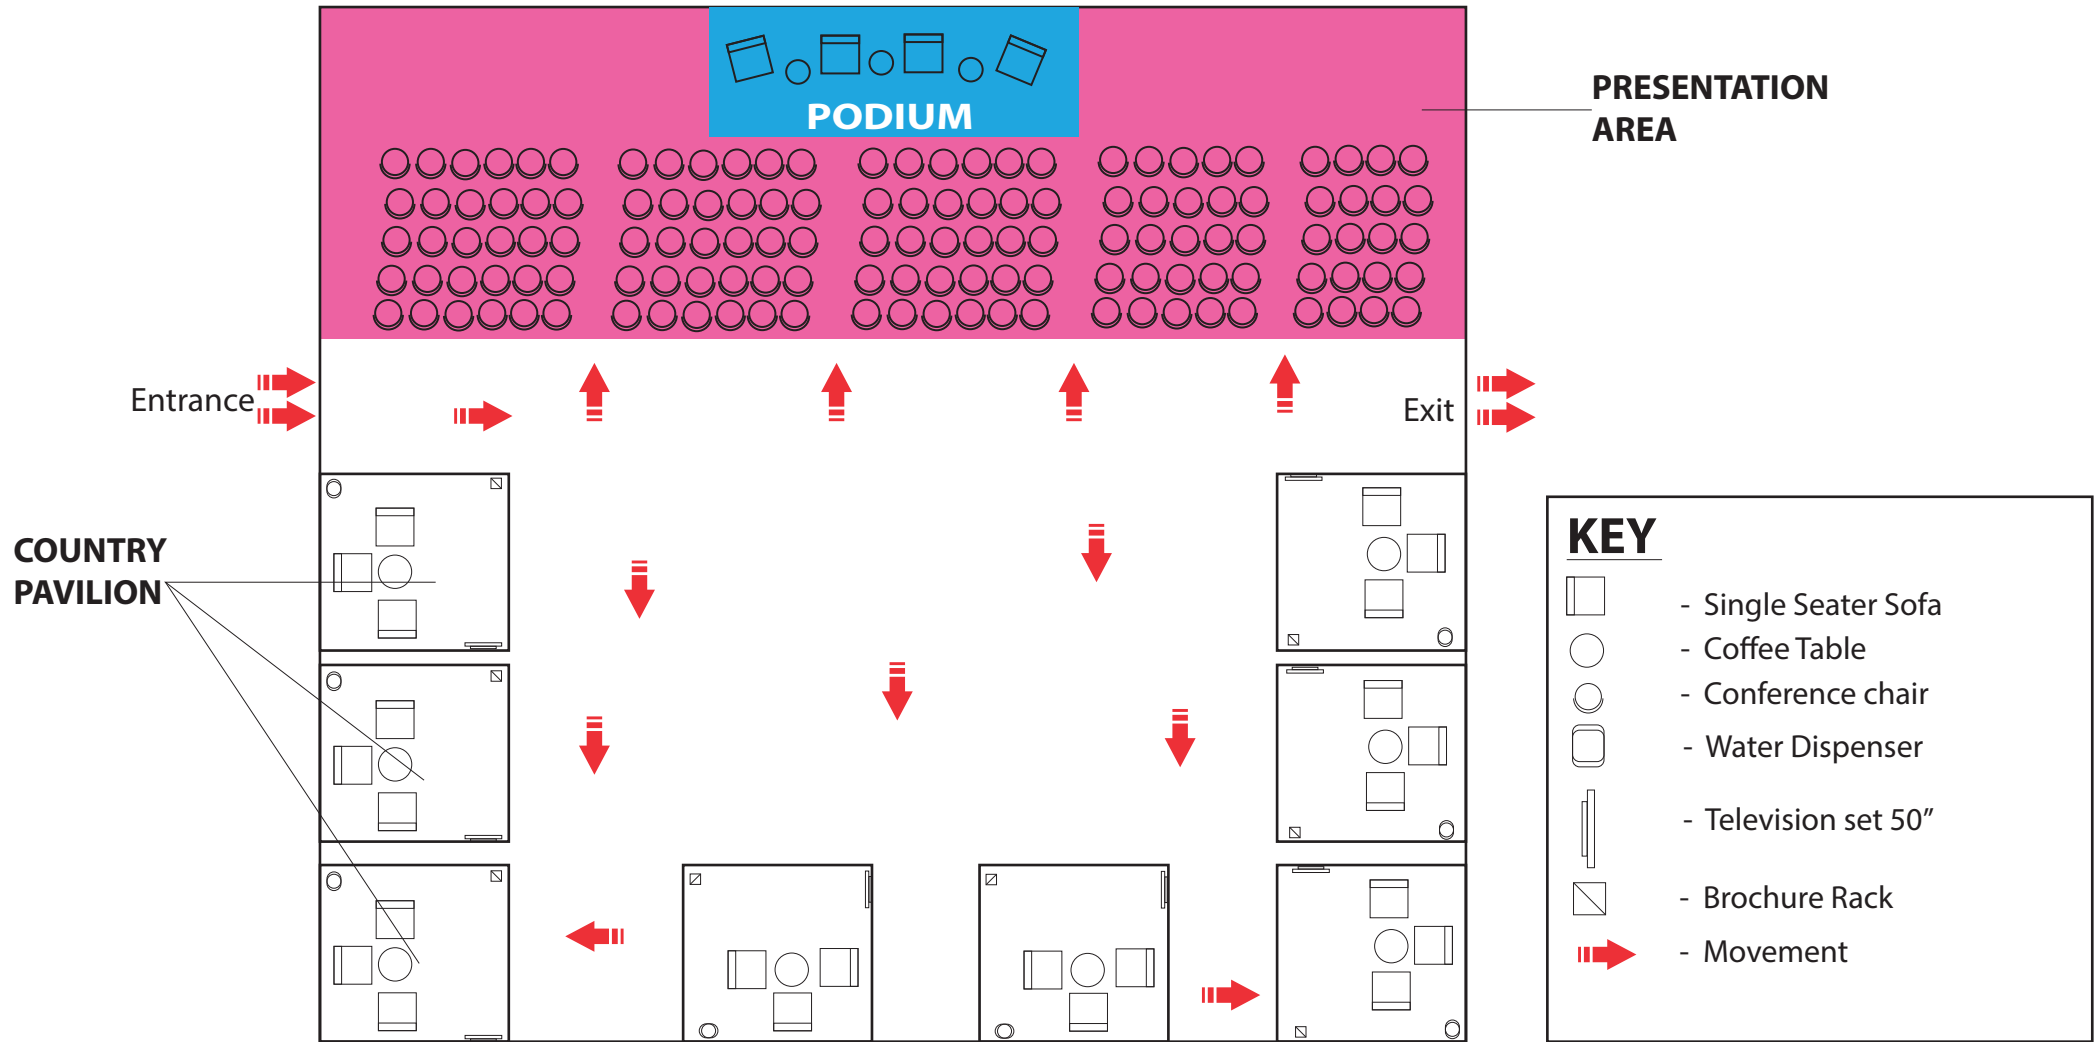 PODIUM
PRESENTATION
AREA
Entrance
Exit
COUNTRY
PAVILION
KEY
- Single Seater Sofa
- Coffee Table
- Conference chair
- Water Dispenser
- Television set 50”
- Brochure Rack
- Movement